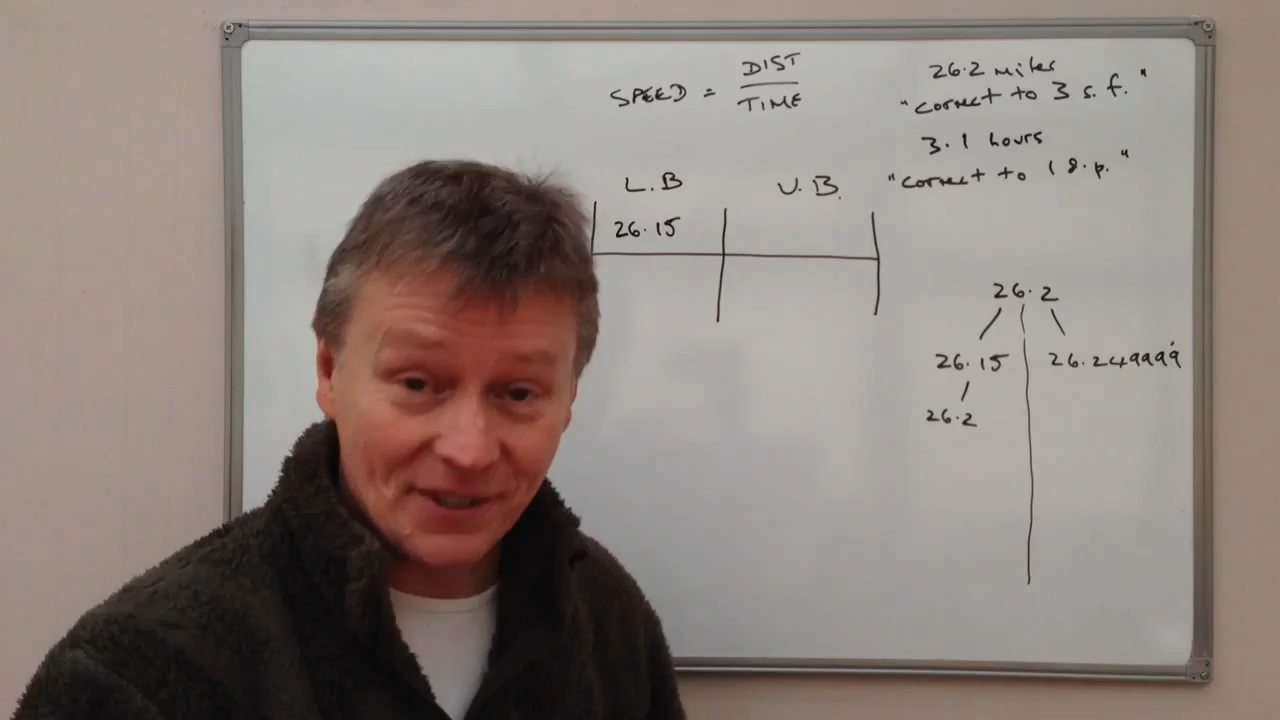 SPEED = DIST / TIME
26.2 miles
"correct to 3 s.f."
3.1 hours
"correct to 1 d.p."
L.B U.B.
26.15
26.2
26.15 26.249999̇
26.2